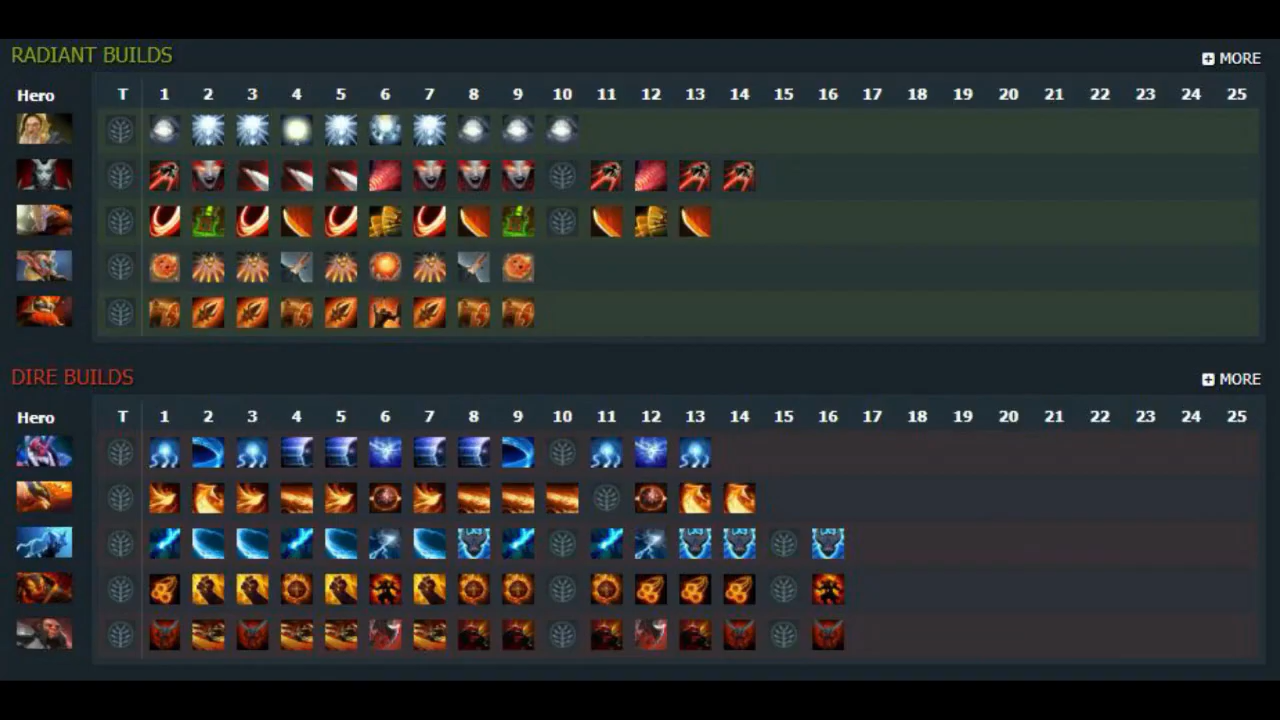 RADIANT BUILDS
MORE
Hero T 1 2 3 4 5 6 7 8 9 10 11 12 13 14 15 16 17 18 19 20 21 22 23 24 25
DIRE BUILDS
MORE
Hero T 1 2 3 4 5 6 7 8 9 10 11 12 13 14 15 16 17 18 19 20 21 22 23 24 25